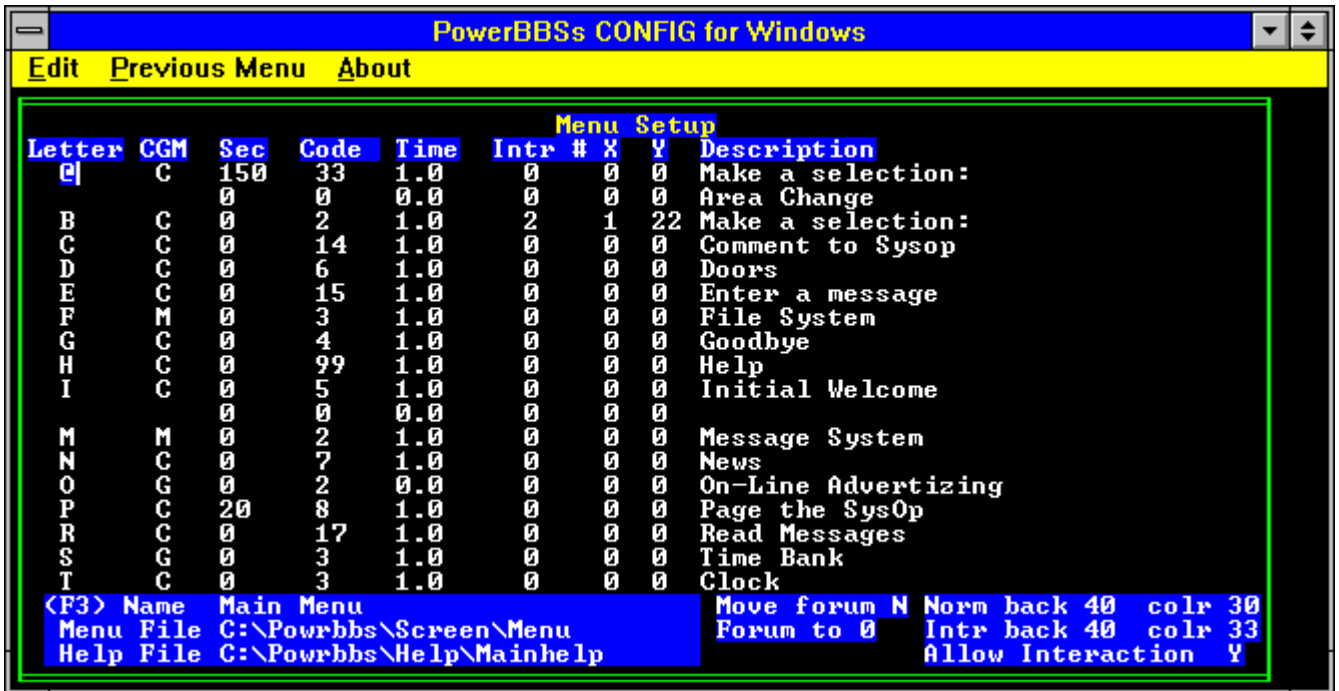 PowerBBSs CONFIG for Windows
Edit Previous Menu About
Menu Setup
Letter CGM Sec Code Time Intr # X Y Description
@ C 150 33 1.0 0 0 0 Make a selection:
0 0 0.0 0 0 0 Area Change
B C 0 2 1.0 2 1 22 Make a selection:
C C 0 14 1.0 0 0 0 Comment to Sysop
D C 0 6 1.0 0 0 0 Doors
E C 0 15 1.0 0 0 0 Enter a message
F M 0 3 1.0 0 0 0 File System
G C 0 4 1.0 0 0 0 Goodbye
H C 0 99 1.0 0 0 0 Help
I C 0 5 1.0 0 0 0 Initial Welcome
0 0 0.0 0 0 0
M M 0 2 1.0 0 0 0 Message System
N C 0 7 1.0 0 0 0 News
O G 0 2 0.0 0 0 0 On-Line Advertizing
P C 20 8 1.0 0 0 0 Page the SysOp
R C 0 17 1.0 0 0 0 Read Messages
S G 0 3 1.0 0 0 0 Time Bank
T C 0 3 1.0 0 0 0 Clock
(F3) Name Main Menu Move forum N Norm back 40 colr 30
Menu File C:\Powrbbs\Screen\Menu Forum to 0 Intr back 40 colr 33
Help File C:\Powrbbs\Help\Mainhelp Allow Interaction Y